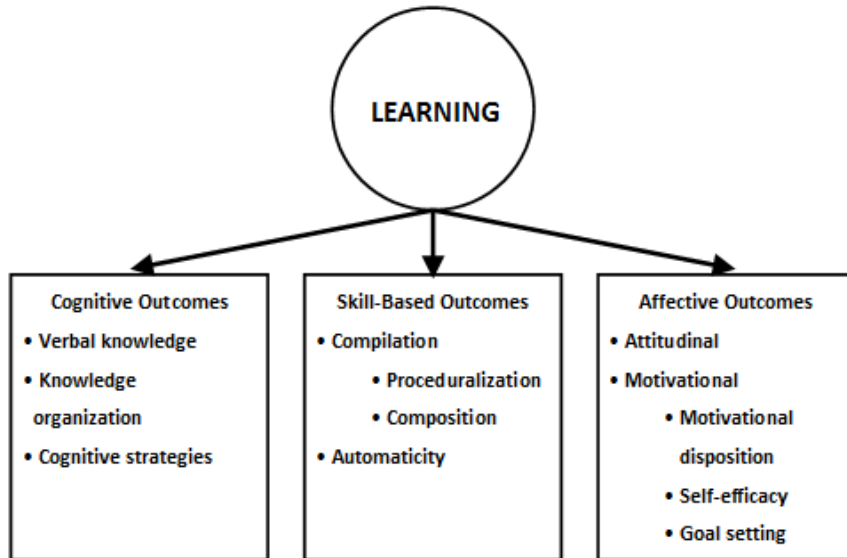 LEARNING
Cognitive Outcomes
• Verbal knowledge
• Knowledge
organization
• Cognitive strategies
Skill-Based Outcomes
• Compilation
• Proceduralization
• Composition
• Automaticity
Affective Outcomes
• Attitudinal
• Motivational
• Motivational
disposition
• Self-efficacy
• Goal setting